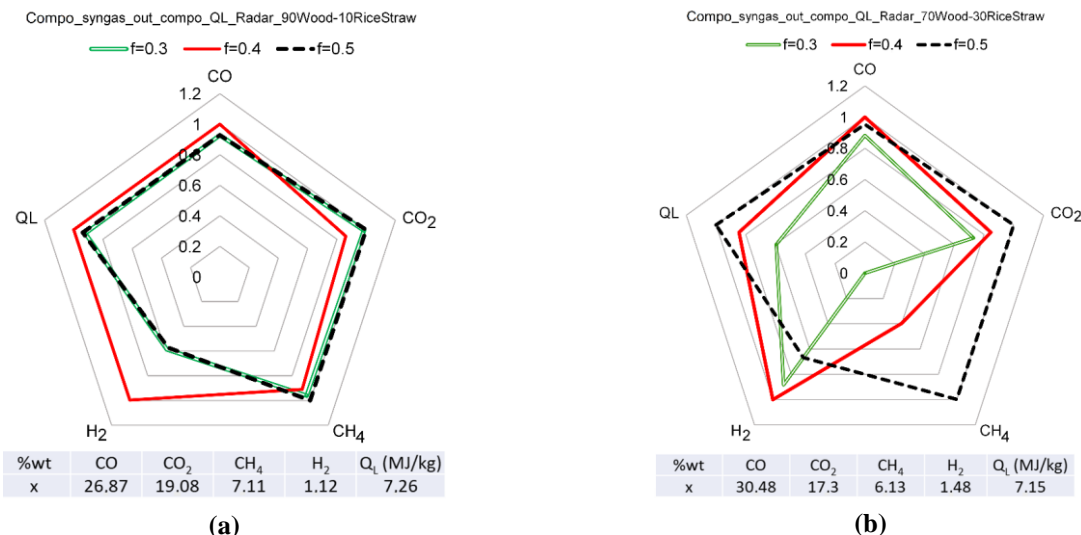 Compo_syngas_out_compo_QL_Radar_90Wood-10RiceStraw
f=0.3 f=0.4 f=0.5
CO
1.2
1
0.8
0.6
0.4
0.2
0
QL
CO2
H2
CH4
%wt CO CO2 CH4 H2 QL (MJ/kg)
x 26.87 19.08 7.11 1.12 7.26
(a)
Compo_syngas_out_compo_QL_Radar_70Wood-30RiceStraw
f=0.3 f=0.4 f=0.5
CO
1.2
1
0.8
0.6
0.4
0.2
0
QL
CO2
H2
CH4
%wt CO CO2 CH4 H2 QL (MJ/kg)
x 30.48 17.3 6.13 1.48 7.15
(b)